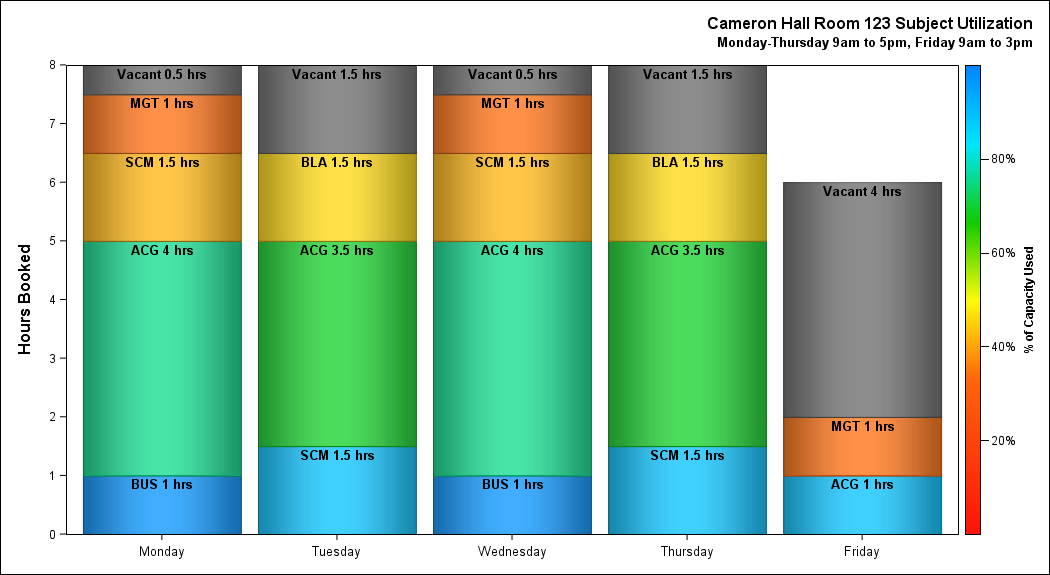 Cameron Hall Room 123 Subject Utilization
Monday-Thursday 9am to 5pm, Friday 9am to 3pm
Hours Booked
8
7
6
5
4
3
2
1
0
Vacant 0.5 hrs
MGT 1 hrs
SCM 1.5 hrs
ACG 4 hrs
BUS 1 hrs
Vacant 1.5 hrs
BLA 1.5 hrs
ACG 3.5 hrs
SCM 1.5 hrs
Vacant 0.5 hrs
MGT 1 hrs
SCM 1.5 hrs
ACG 4 hrs
BUS 1 hrs
Vacant 1.5 hrs
BLA 1.5 hrs
ACG 3.5 hrs
SCM 1.5 hrs
Vacant 4 hrs
MGT 1 hrs
ACG 1 hrs
Monday
Tuesday
Wednesday
Thursday
Friday
80%
60%
40%
20%
% of Capacity Used